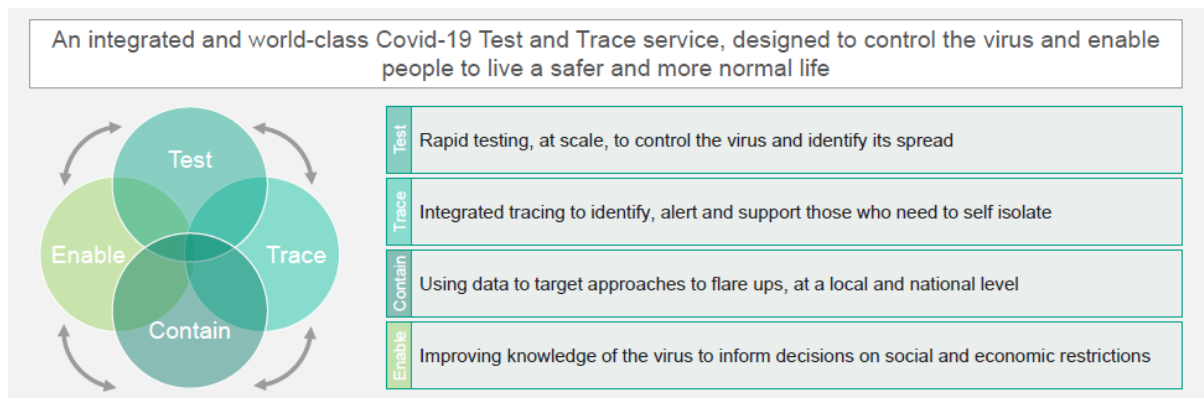 An integrated and world-class Covid-19 Test and Trace service, designed to control the virus and enable
people to live a safer and more normal life
Test
Enable
Trace
Contain
Test
Rapid testing, at scale, to control the virus and identify its spread
Trace
Integrated tracing to identify, alert and support those who need to self isolate
Contain
Using data to target approaches to flare ups, at a local and national level
Enable
Improving knowledge of the virus to inform decisions on social and economic restrictions